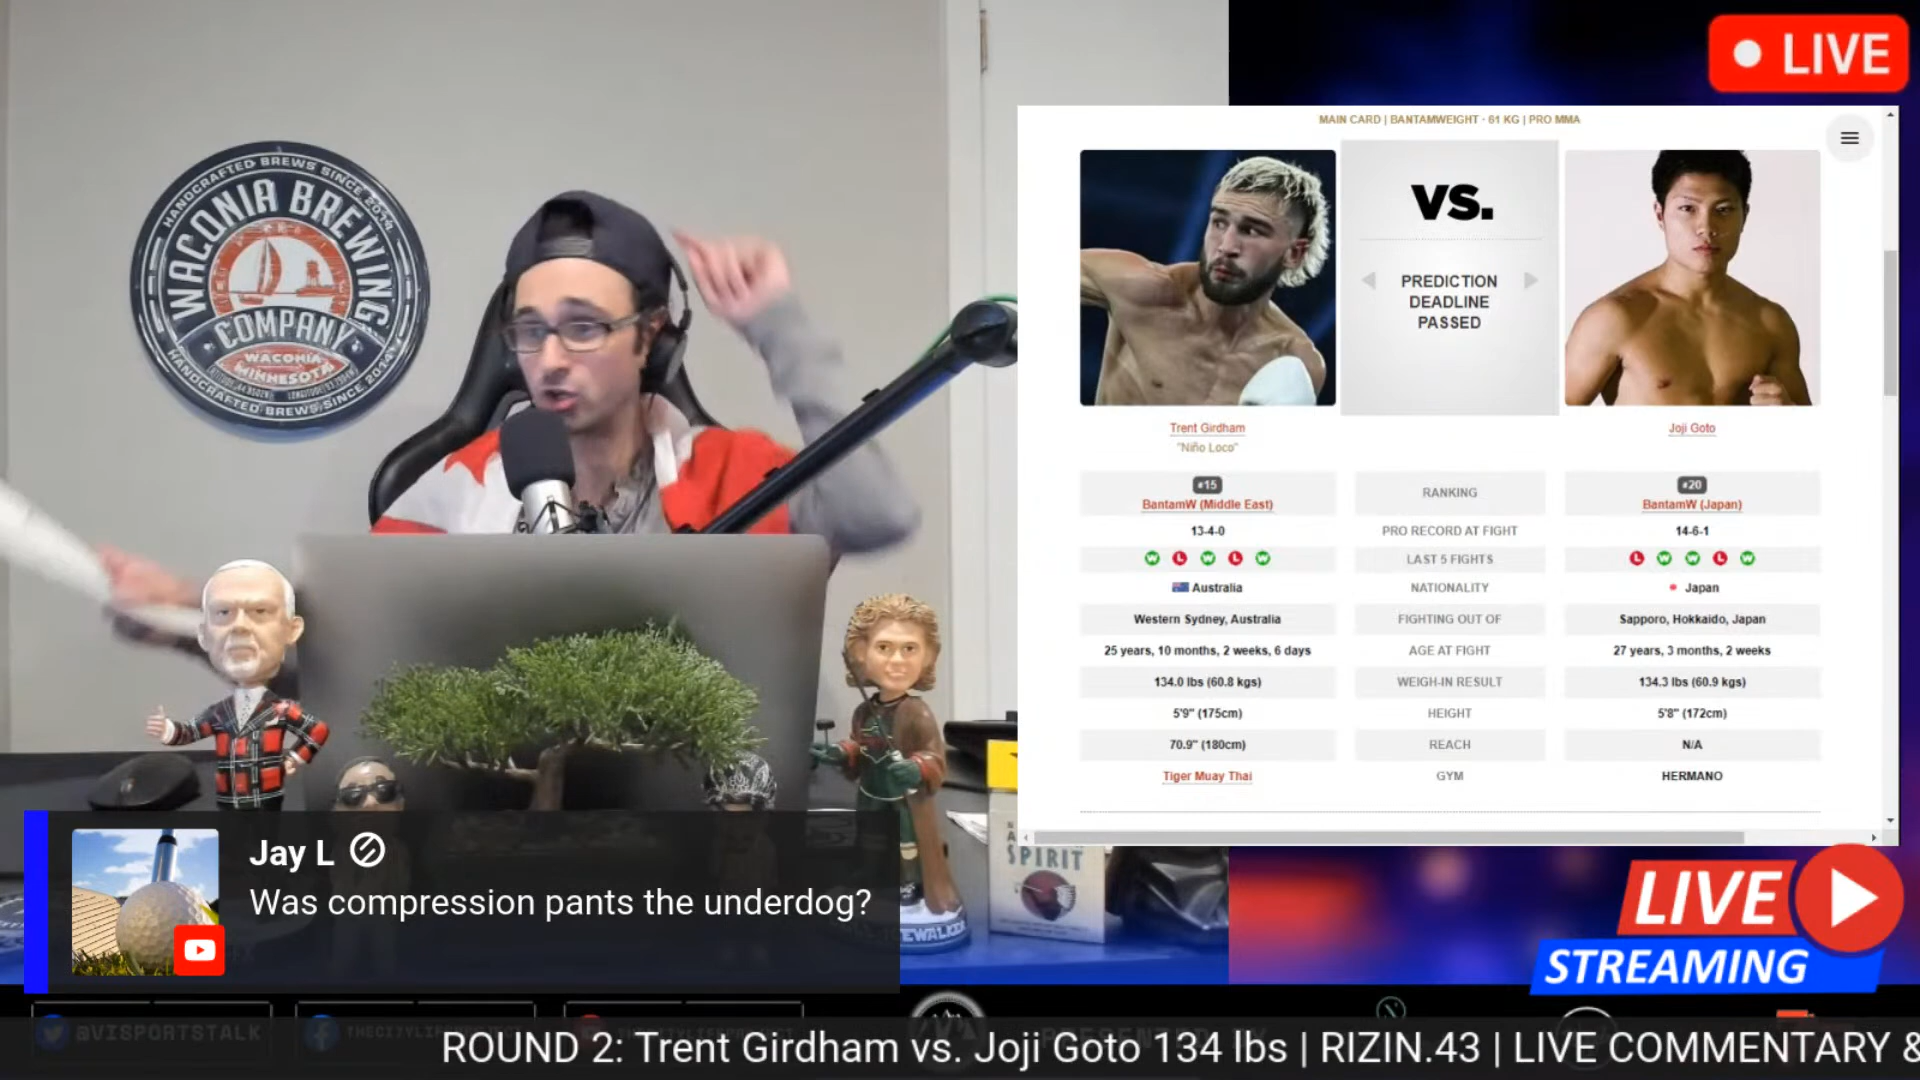 LIVE
HANDCRAFTED BREWS SINCE 2014
WACONIA BREWING
COMPANY
WACONIA
MINNESOTA
HANDCRAFTED BREWS SINCE 2014
MAIN CARD | BANTAMWEIGHT · 61 KG | PRO MMA
VS.
PREDICTION
DEADLINE
PASSED
Trent Girdham
"Niño Loco"
Joji Goto
#15 RANKING #20
BantamW (Middle East) BantamW (Japan)
13-4-0 PRO RECORD AT FIGHT 14-6-1
W L W L W LAST 5 FIGHTS L W W L W
Australia NATIONALITY Japan
Western Sydney, Australia FIGHTING OUT OF Sapporo, Hokkaido, Japan
25 years, 10 months, 2 weeks, 6 days AGE AT FIGHT 27 years, 3 months, 2 weeks
134.0 lbs (60.8 kgs) WEIGH-IN RESULT 134.3 lbs (60.9 kgs)
5'9" (175cm) HEIGHT 5'8" (172cm)
70.9" (180cm) REACH N/A
Tiger Muay Thai GYM HERMANO
SPIRIT
Jay L
Was compression pants the underdog?
LIVE
STREAMING
@VISPORTSTALK
ROUND 2: Trent Girdham vs. Joji Goto 134 lbs | RIZIN.43 | LIVE COMMENTARY &